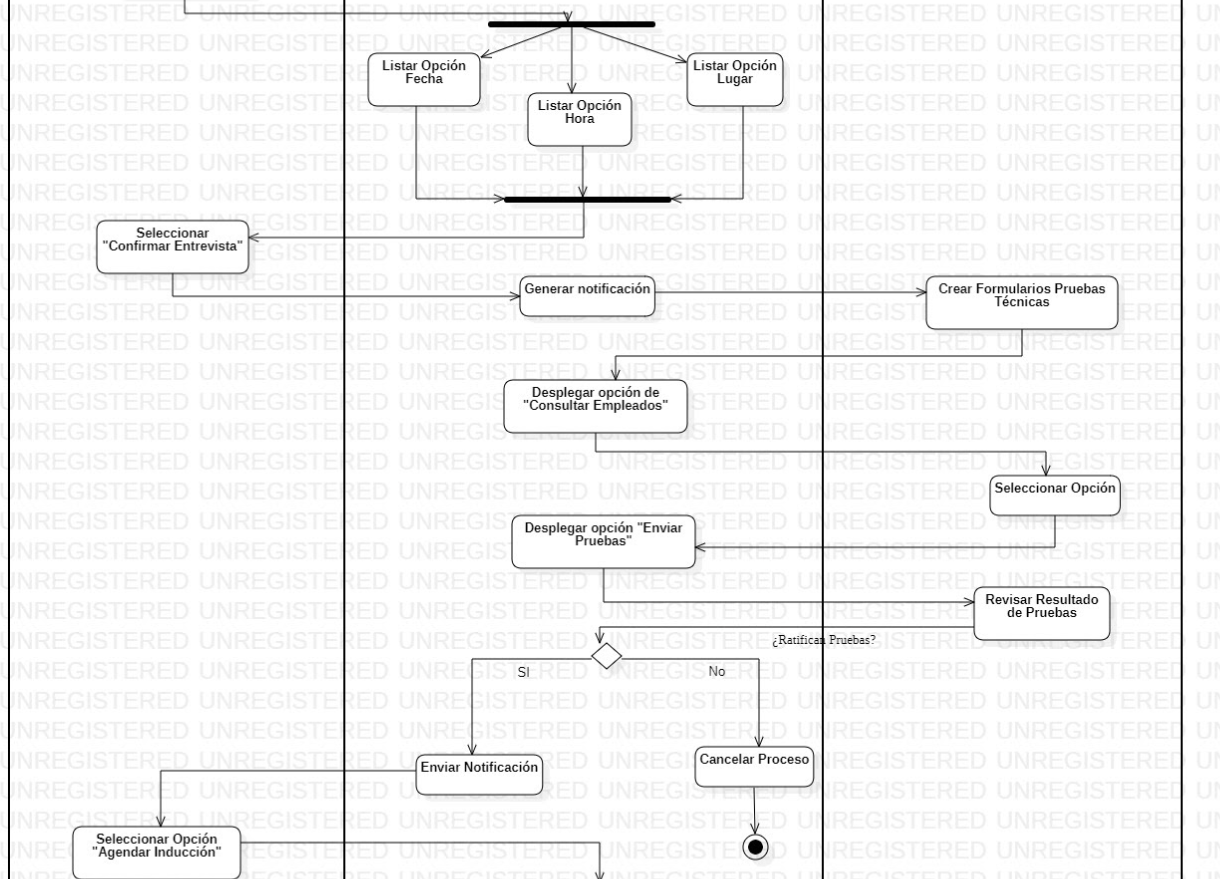 Listar Opción
Fecha
Listar Opción
Hora
Listar Opción
Lugar
Seleccionar
"Confirmar Entrevista"
Generar notificación
Crear Formularios Pruebas
Técnicas
Desplegar opción de
"Consultar Empleados"
Seleccionar Opción
Desplegar opción "Enviar
Pruebas"
Revisar Resultado
de Pruebas
¿Ratifican Pruebas?
SI
No
Enviar Notificación
Cancelar Proceso
Seleccionar Opción
"Agendar Inducción"
UNREGISTERED